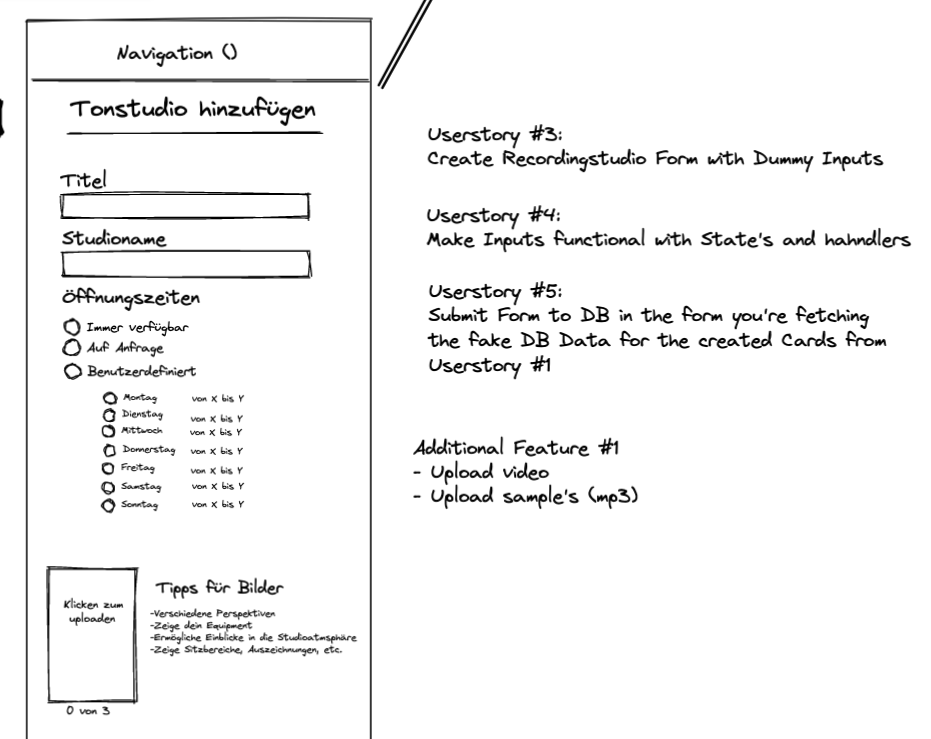 Navigation ()
Tonstudio hinzufügen
Titel
Studioname
Öffnungszeiten
Immer verfügbar
Auf Anfrage
Benutzerdefiniert
Montag von X bis Y
Dienstag von X bis Y
Mittwoch von X bis Y
Donnerstag von X bis Y
Freitag von X bis Y
Samstag von X bis Y
Sonntag von X bis Y
Klicken zum
uploaden
0 von 3
Tipps für Bilder
-Verschiedene Perspektiven
-Zeige dein Equipment
-Ermögliche Einblicke in die Studioatmsphäre
-Zeige Sitzbereiche, Auszeichnungen, etc.
Userstory #3:
Create Recordingstudio Form with Dummy Inputs
Userstory #4:
Make Inputs functional with State's and hahndlers
Userstory #5:
Submit Form to DB in the form you're fetching
the fake DB Data for the created Cards from
Userstory #1
Additional Feature #1
- Upload video
- Upload sample's (mp3)